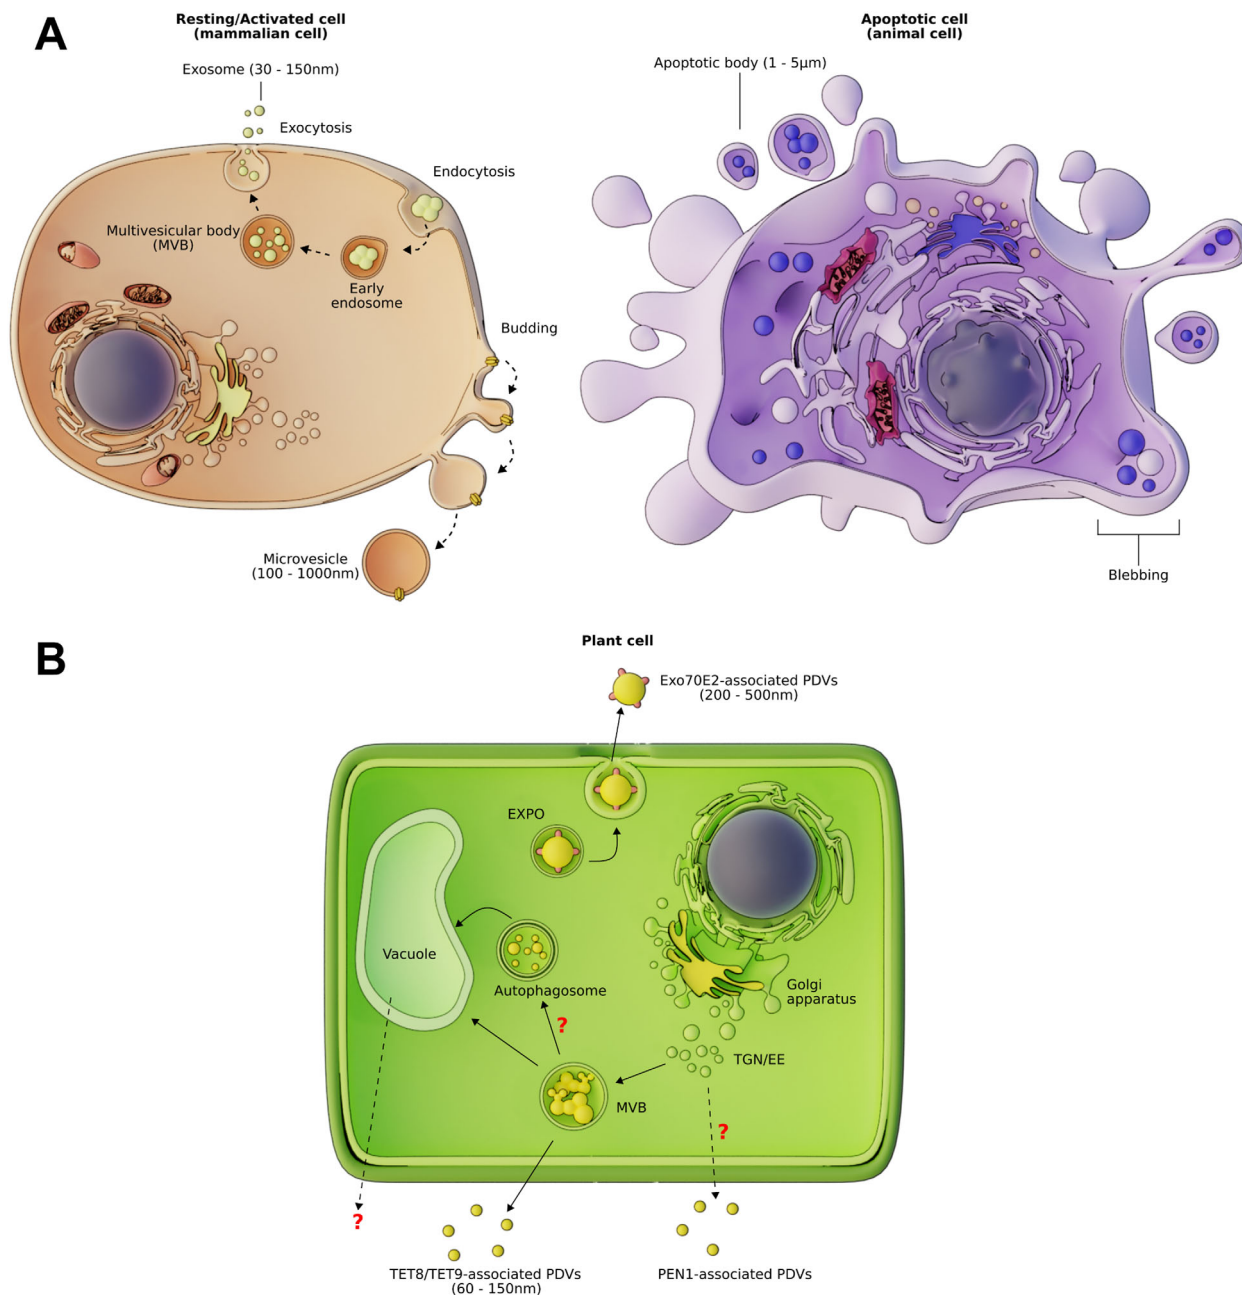 A
Resting/Activated cell
(mammalian cell)
Exosome (30 - 150nm)
Exocytosis
Endocytosis
Multivesicular body
(MVB)
Early
endosome
Budding
Microvesicle
(100 - 1000nm)
Apoptotic cell
(animal cell)
Apoptotic body (1 - 5μm)
Blebbing
B
Plant cell
Exo70E2-associated PDVs
(200 - 500nm)
EXPO
Vacuole
Autophagosome
Golgi
apparatus
?
TGN/EE
MVB
?
?
TET8/TET9-associated PDVs
(60 - 150nm)
PEN1-associated PDVs